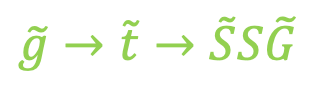 g̃ → t̃ → S̃SG̃